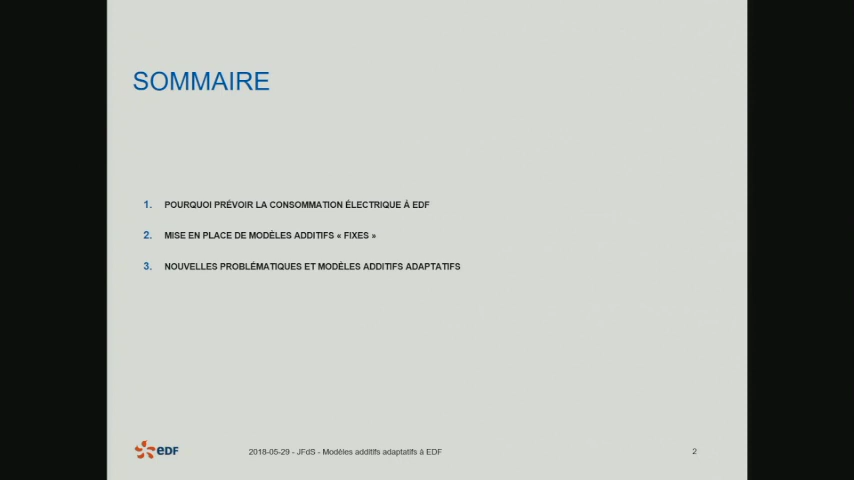 SOMMAIRE
1. POURQUOI PRÉVOIR LA CONSOMMATION ÉLECTRIQUE À EDF
2. MISE EN PLACE DE MODÈLES ADDITIFS « FIXES »
3. NOUVELLES PROBLÉMATIQUES ET MODÈLES ADDITIFS ADAPTATIFS
eDF
2018-05-29 - JFdS - Modèles additifs adaptatifs à EDF
2